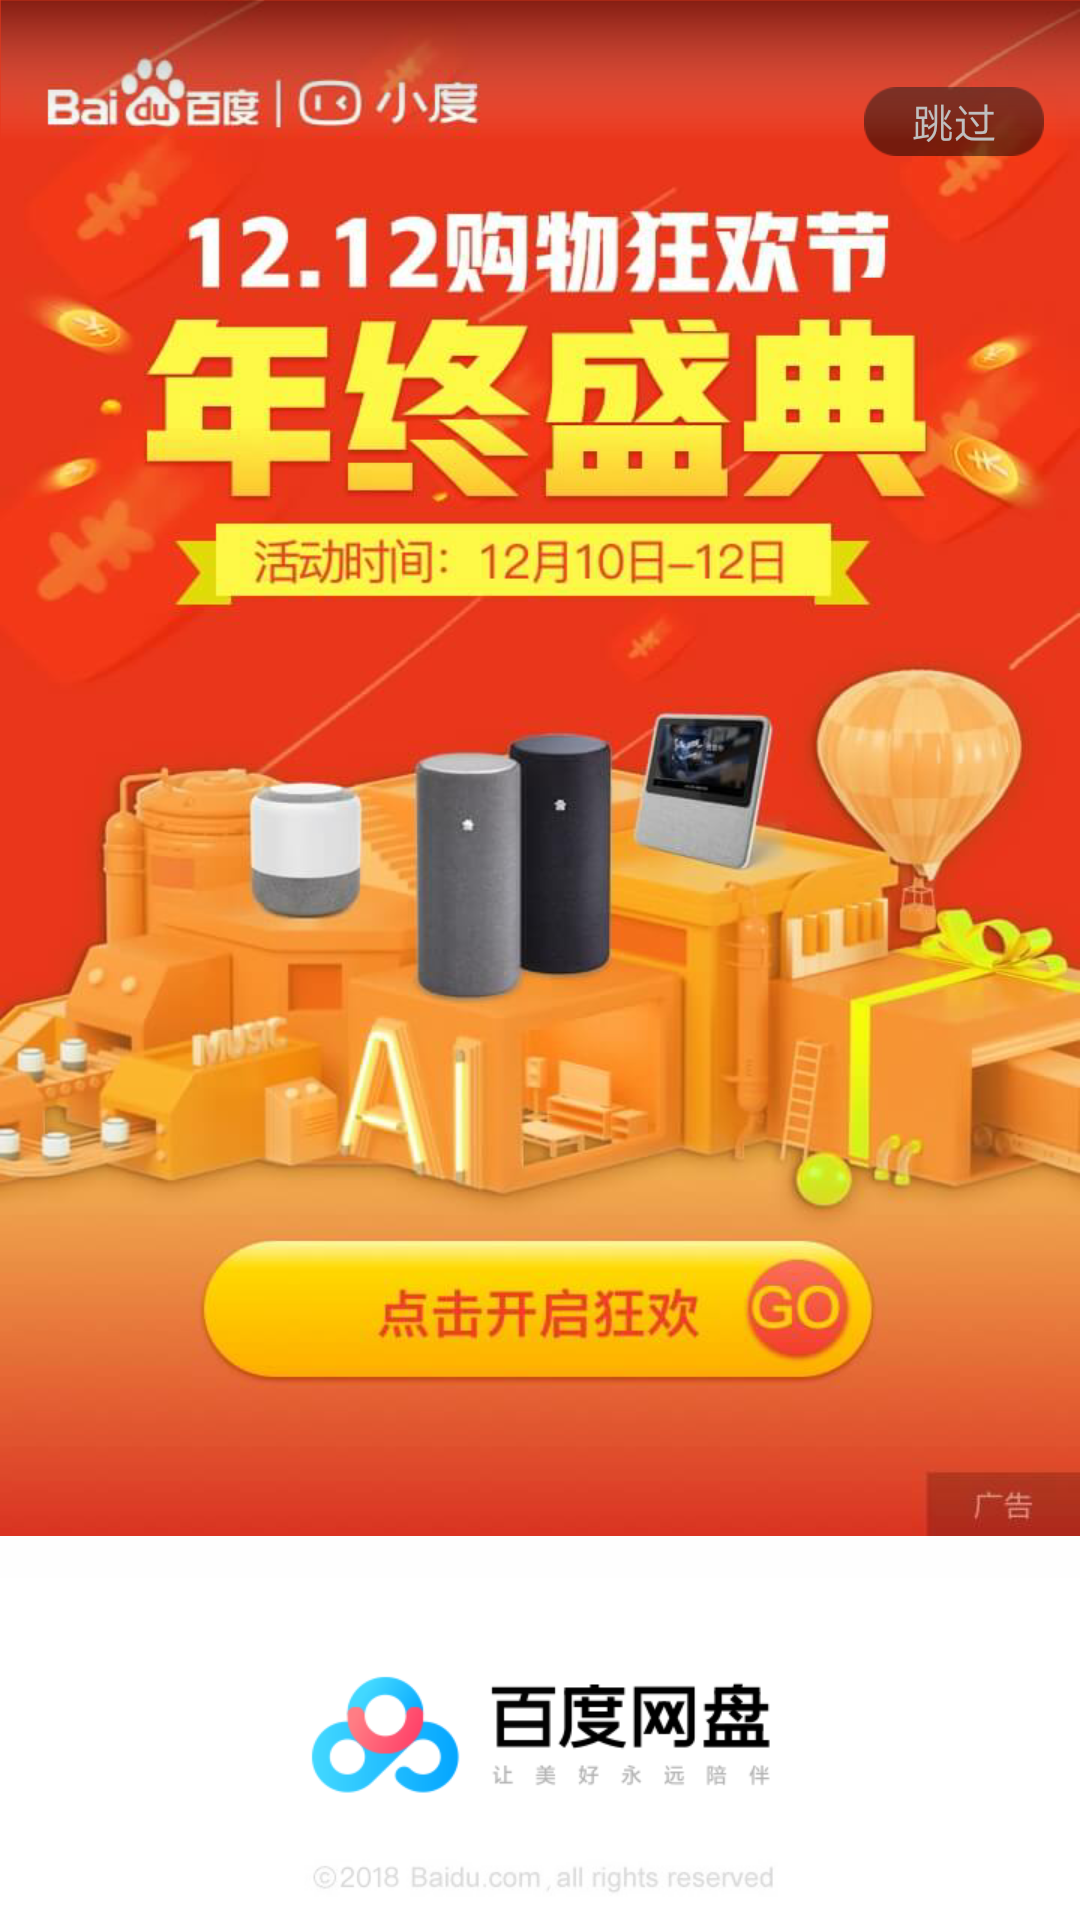 Bai du 百度 | 小度
跳过
12.12购物狂欢节
年终盛典
活动时间：12月10日–12日
MUSIC
AI
点击开启狂欢 GO
广告
百度网盘
让美好永远陪伴
©2018 Baidu.com, all rights reserved